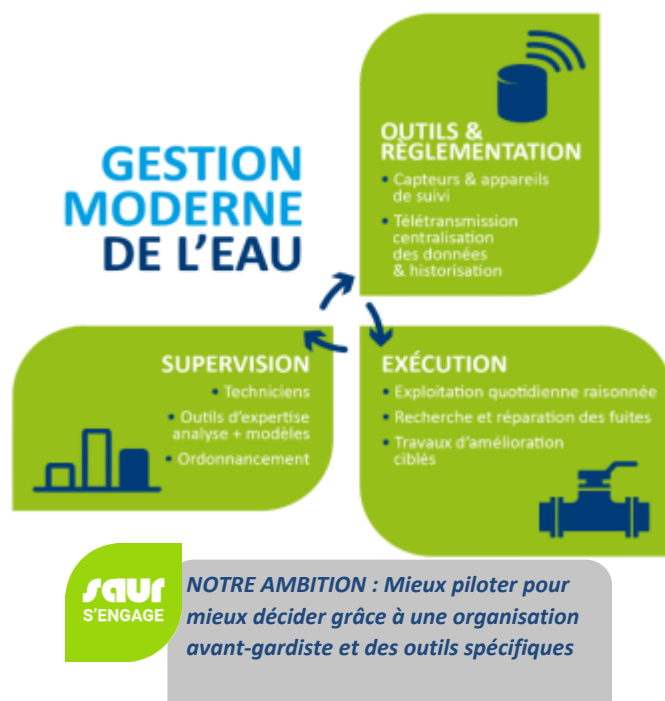 GESTION
MODERNE
DE L'EAU
OUTILS &
RÈGLEMENTATION
• Capteurs & appareils
de suivi
• Télétransmission
centralisation
des données
& historisation
SUPERVISION
• Techniciens
• Outils d'expertise
analyse + modèles
• Ordonnancement
EXÉCUTION
• Exploitation quotidienne raisonnée
• Recherche et réparation des fuites
• Travaux d'amélioration
ciblés
saur
S'ENGAGE
NOTRE AMBITION : Mieux piloter pour
mieux décider grâce à une organisation
avant-gardiste et des outils spécifiques